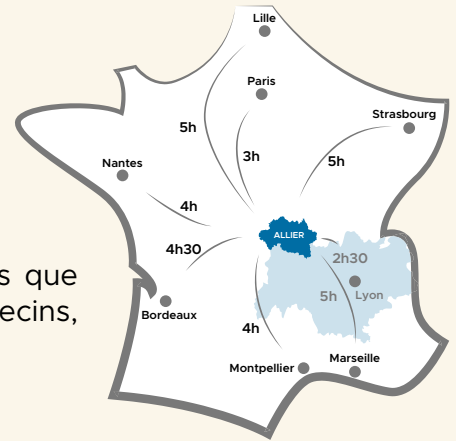 Lille
Paris
Strasbourg
5h
3h
5h
Nantes
4h
ALLIER
4h30
2h30
s que
5h
Lyon
ecins,
Bordeaux
4h
Montpellier
Marseille